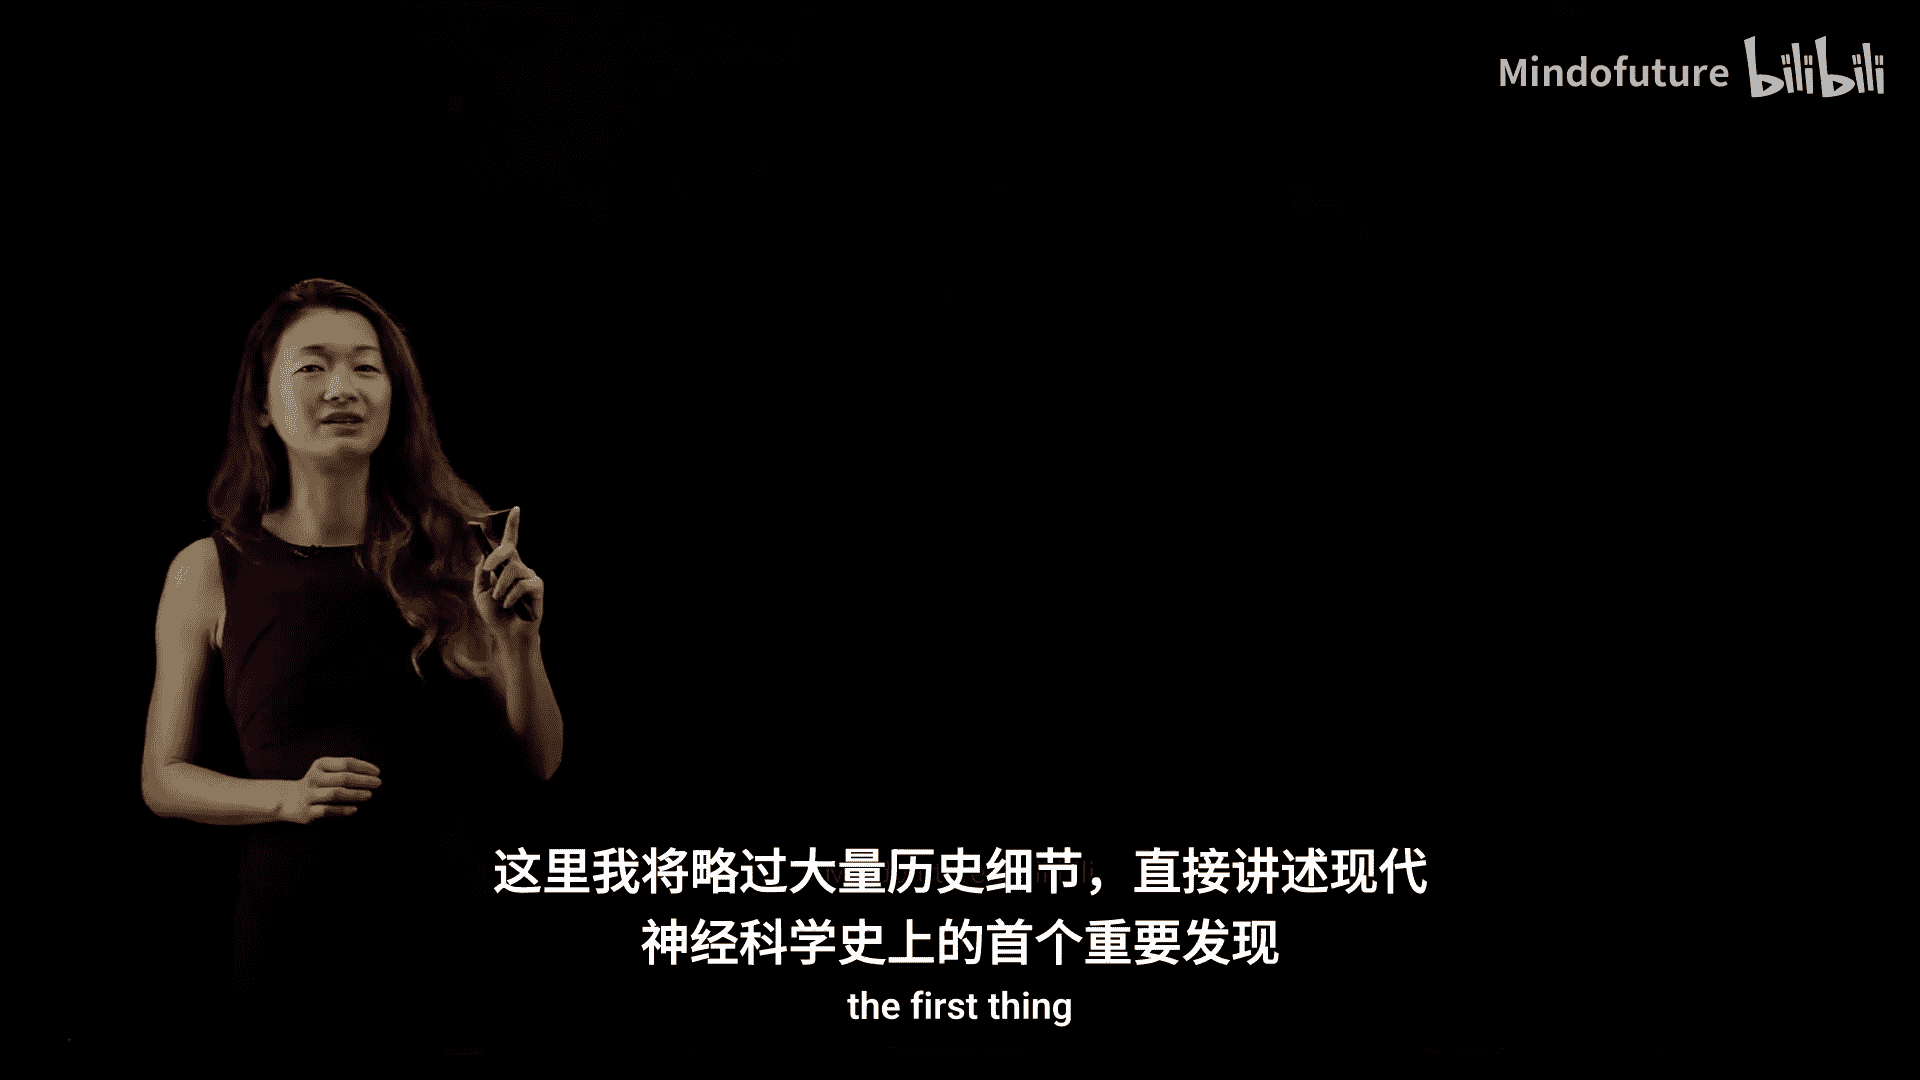 Mindofuture bilibili
这里我将略过大量历史细节，直接讲述现代
神经科学史上的首个重要发现
the first thing